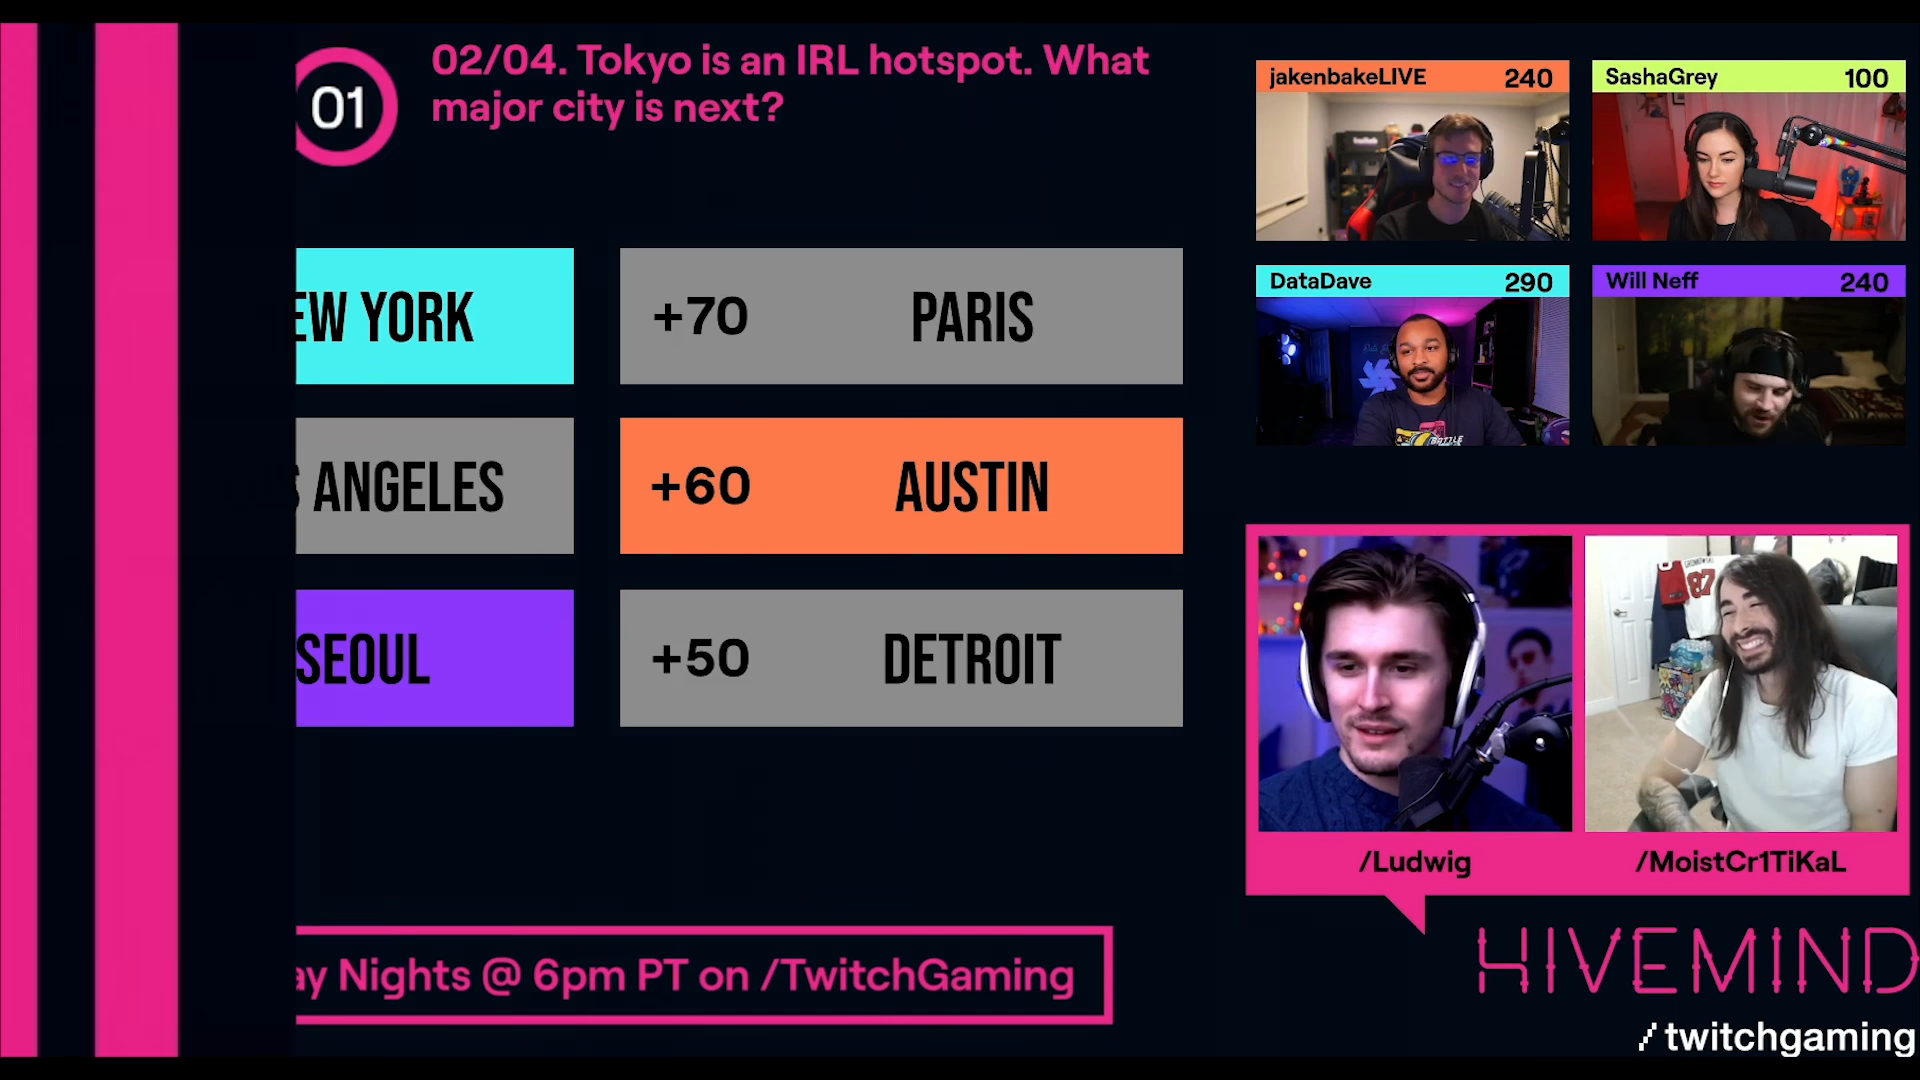 01
02/04. Tokyo is an IRL hotspot. What
major city is next?
EW YORK
+70 PARIS
S ANGELES
+60 AUSTIN
SEOUL
+50 DETROIT
ay Nights @ 6pm PT on /TwitchGaming
jakenbakeLIVE 240
SashaGrey 100
DataDave 290
Will Neff 240
87
/Ludwig
/MoistCr1TiKaL
HIVEMIND
/twitchgaming